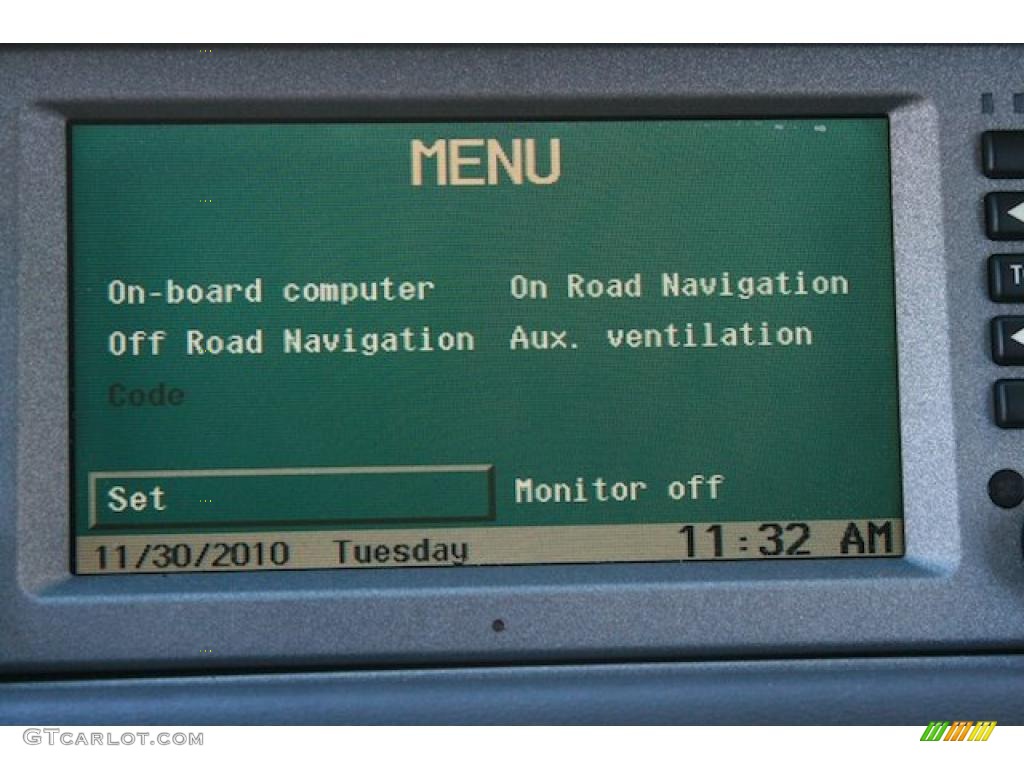 MENU
On-board computer On Road Navigation
Off Road Navigation Aux. ventilation
Code
Set Monitor off
11/30/2010 Tuesday 11:32 AM
GTCARLOT.COM